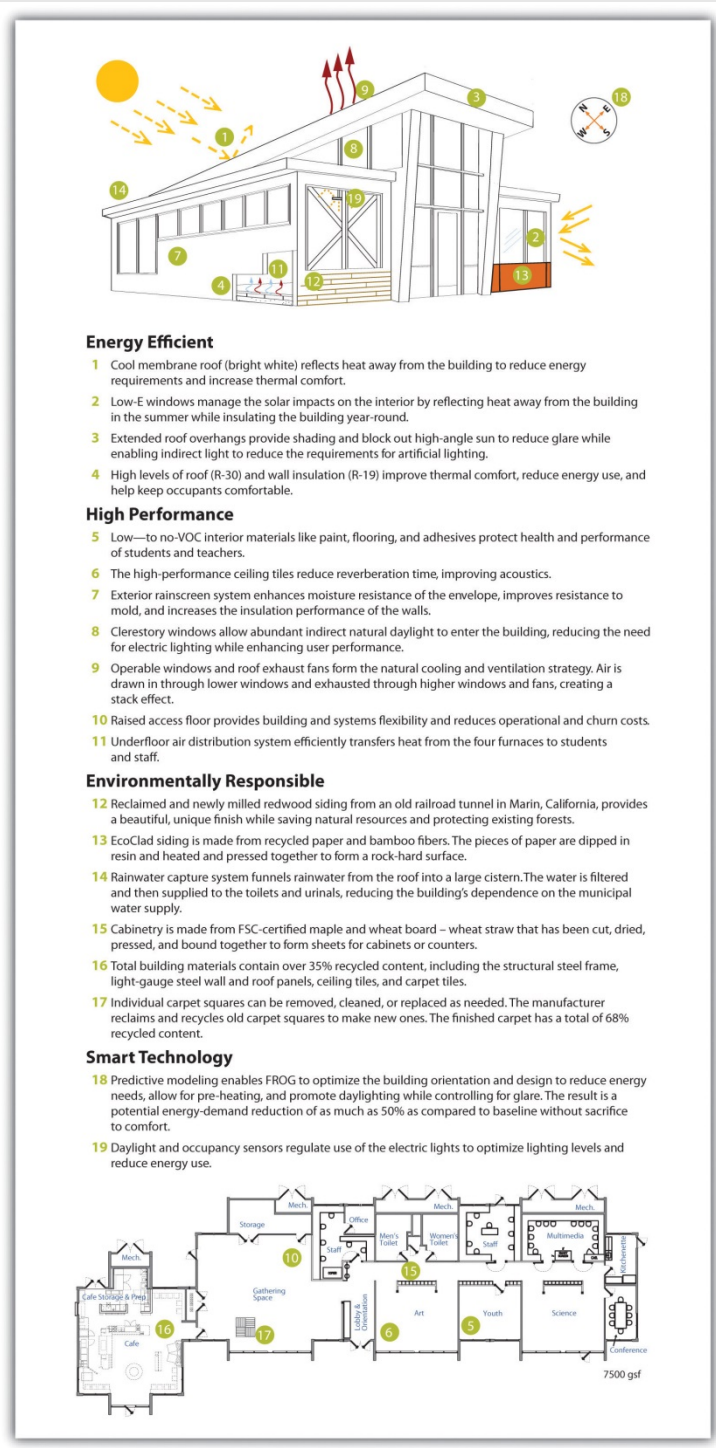 1
9
3
N
E
W
S
18
8
14
19
2
7
11
4
12
13
Energy Efficient
1 Cool membrane roof (bright white) reflects heat away from the building to reduce energy
requirements and increase thermal comfort.
2 Low-E windows manage the solar impacts on the interior by reflecting heat away from the building
in the summer while insulating the building year-round.
3 Extended roof overhangs provide shading and block out high-angle sun to reduce glare while
enabling indirect light to reduce the requirements for artificial lighting.
4 High levels of roof (R-30) and wall insulation (R-19) improve thermal comfort, reduce energy use, and
help keep occupants comfortable.
High Performance
5 Low—to no-VOC interior materials like paint, flooring, and adhesives protect health and performance
of students and teachers.
6 The high-performance ceiling tiles reduce reverberation time, improving acoustics.
7 Exterior rainscreen system enhances moisture resistance of the envelope, improves resistance to
mold, and increases the insulation performance of the walls.
8 Clerestory windows allow abundant indirect natural daylight to enter the building, reducing the need
for electric lighting while enhancing user performance.
9 Operable windows and roof exhaust fans form the natural cooling and ventilation strategy. Air is
drawn in through lower windows and exhausted through higher windows and fans, creating a
stack effect.
10 Raised access floor provides building and systems flexibility and reduces operational and churn costs.
11 Underfloor air distribution system efficiently transfers heat from the four furnaces to students
and staff.
Environmentally Responsible
12 Reclaimed and newly milled redwood siding from an old railroad tunnel in Marin, California, provides
a beautiful, unique finish while saving natural resources and protecting existing forests.
13 EcoClad siding is made from recycled paper and bamboo fibers. The pieces of paper are dipped in
resin and heated and pressed together to form a rock-hard surface.
14 Rainwater capture system funnels rainwater from the roof into a large cistern. The water is filtered
and then supplied to the toilets and urinals, reducing the building's dependence on the municipal
water supply.
15 Cabinetry is made from FSC-certified maple and wheat board – wheat straw that has been cut, dried,
pressed, and bound together to form sheets for cabinets or counters.
16 Total building materials contain over 35% recycled content, including the structural steel frame,
light-gauge steel wall and roof panels, ceiling tiles, and carpet tiles.
17 Individual carpet squares can be removed, cleaned, or replaced as needed. The manufacturer
reclaims and recycles old carpet squares to make new ones. The finished carpet has a total of 68%
recycled content.
Smart Technology
18 Predictive modeling enables FROG to optimize the building orientation and design to reduce energy
needs, allow for pre-heating, and promote daylighting while controlling for glare. The result is a
potential energy-demand reduction of as much as 50% as compared to baseline without sacrifice
to comfort.
19 Daylight and occupancy sensors regulate use of the electric lights to optimize lighting levels and
reduce energy use.
Mech.
Mech.
Mech.
Storage
Office
Men's
Toilet
Women's
Toilet
Staff
Multimedia
Staff
Kitchenette
Mech.
10
15
Cafe Storage & Prep
Gathering
Space
Lobby &
Orientation
Art
Youth
Science
16
17
6
5
Cafe
Conference
7500 gsf